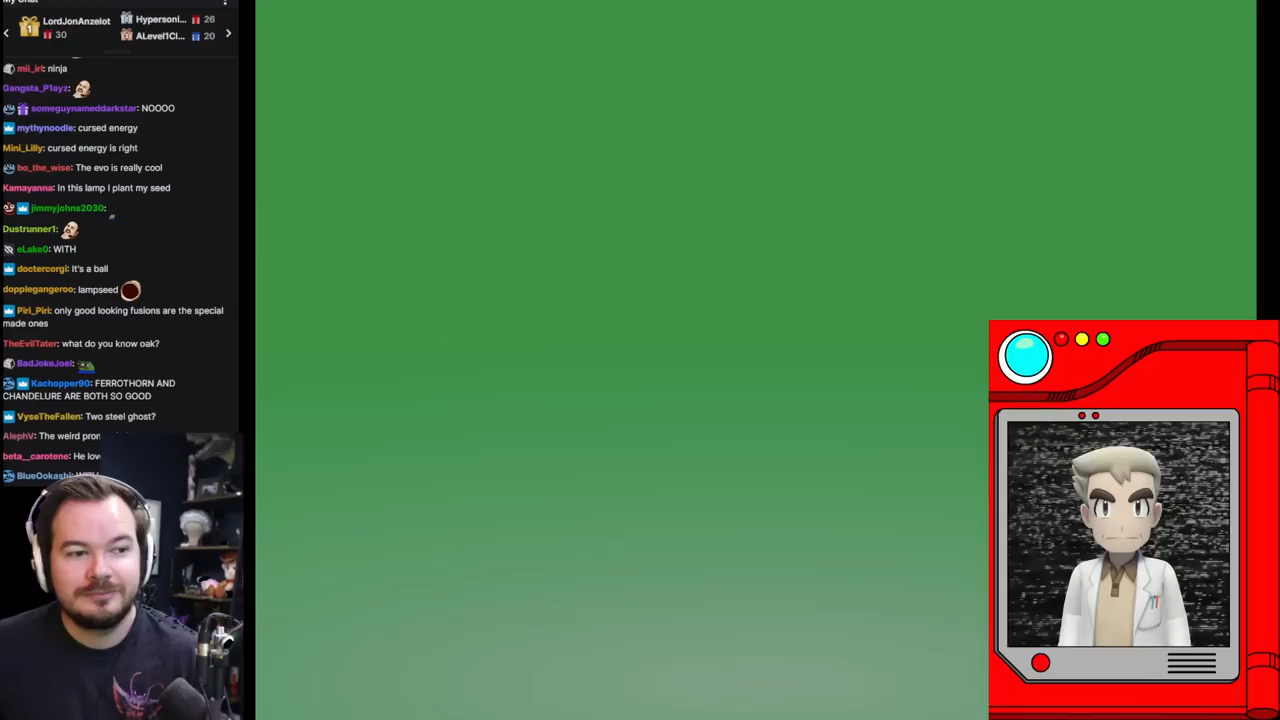 LordJonAnzelot
30
Hypersoni... 26
ALevel1Cl... 20
mii_irl: ninja
Gangsta_P1ayz:
someguynameddarkstar: NOOOO
mythynoodle: cursed energy
Mini_Lilly: cursed energy is right
bo_the_wise: The evo is really cool
Kamayanna: In this lamp I plant my seed
jimmyjohns2030:
Dustrunner1:
eLake0: WITH
doctercorgi: It's a ball
dopplegangeroo: lampseed
Piri_Piri: only good looking fusions are the special
made ones
TheEvilTater: what do you know oak?
BadJokeJoel:
Kachopper90: FERROTHORN AND
CHANDELURE ARE BOTH SO GOOD
VyseTheFallen: Two steel ghost?
AlephV: The weird
beta__carotene: He
BlueOokashi: